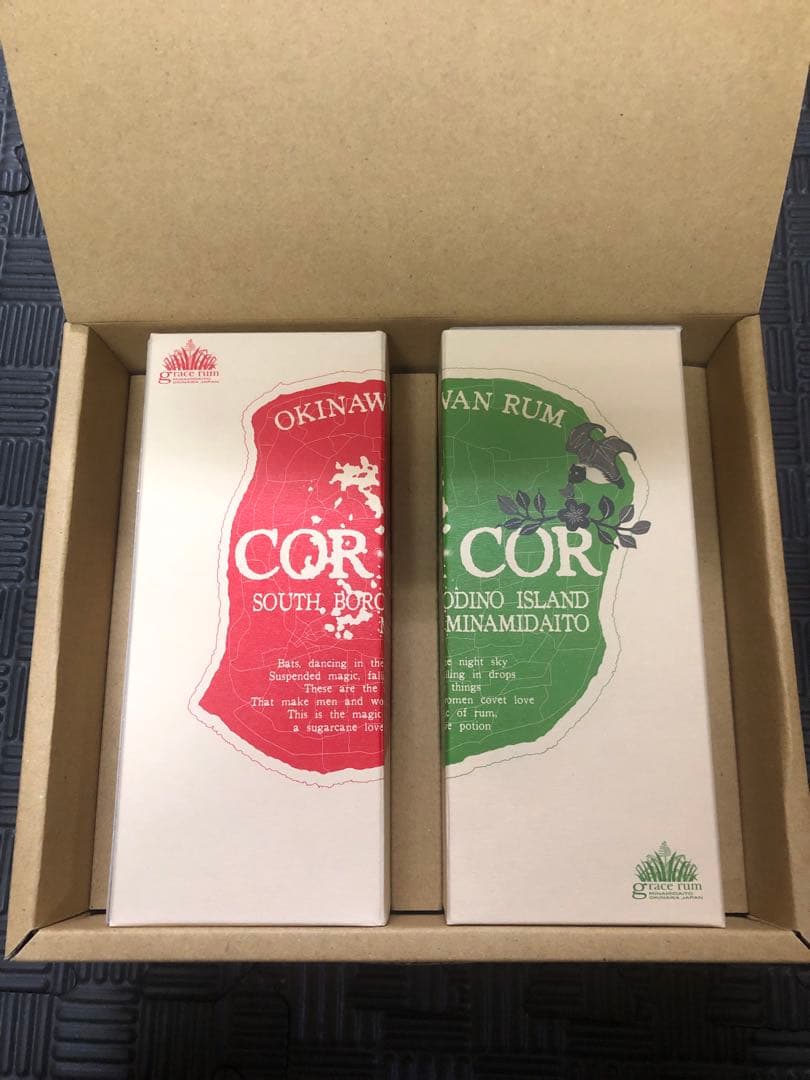 grace rum
MINAMIDAITO
OKINAWA JAPAN
OKINAW
COR
SOUTH BORO
Bats, dancing in the
Suspended magic, fal
These are the
That make men and wo
This is the magic
a sugarcane love
WAN RUM
COR
ODINO ISLAND
MINAMIDAITO
e night sky
lling in drops
things
women covet love
c of rum,
e potion
grace rum
MINAMIDAITO
OKINAWA JAPAN